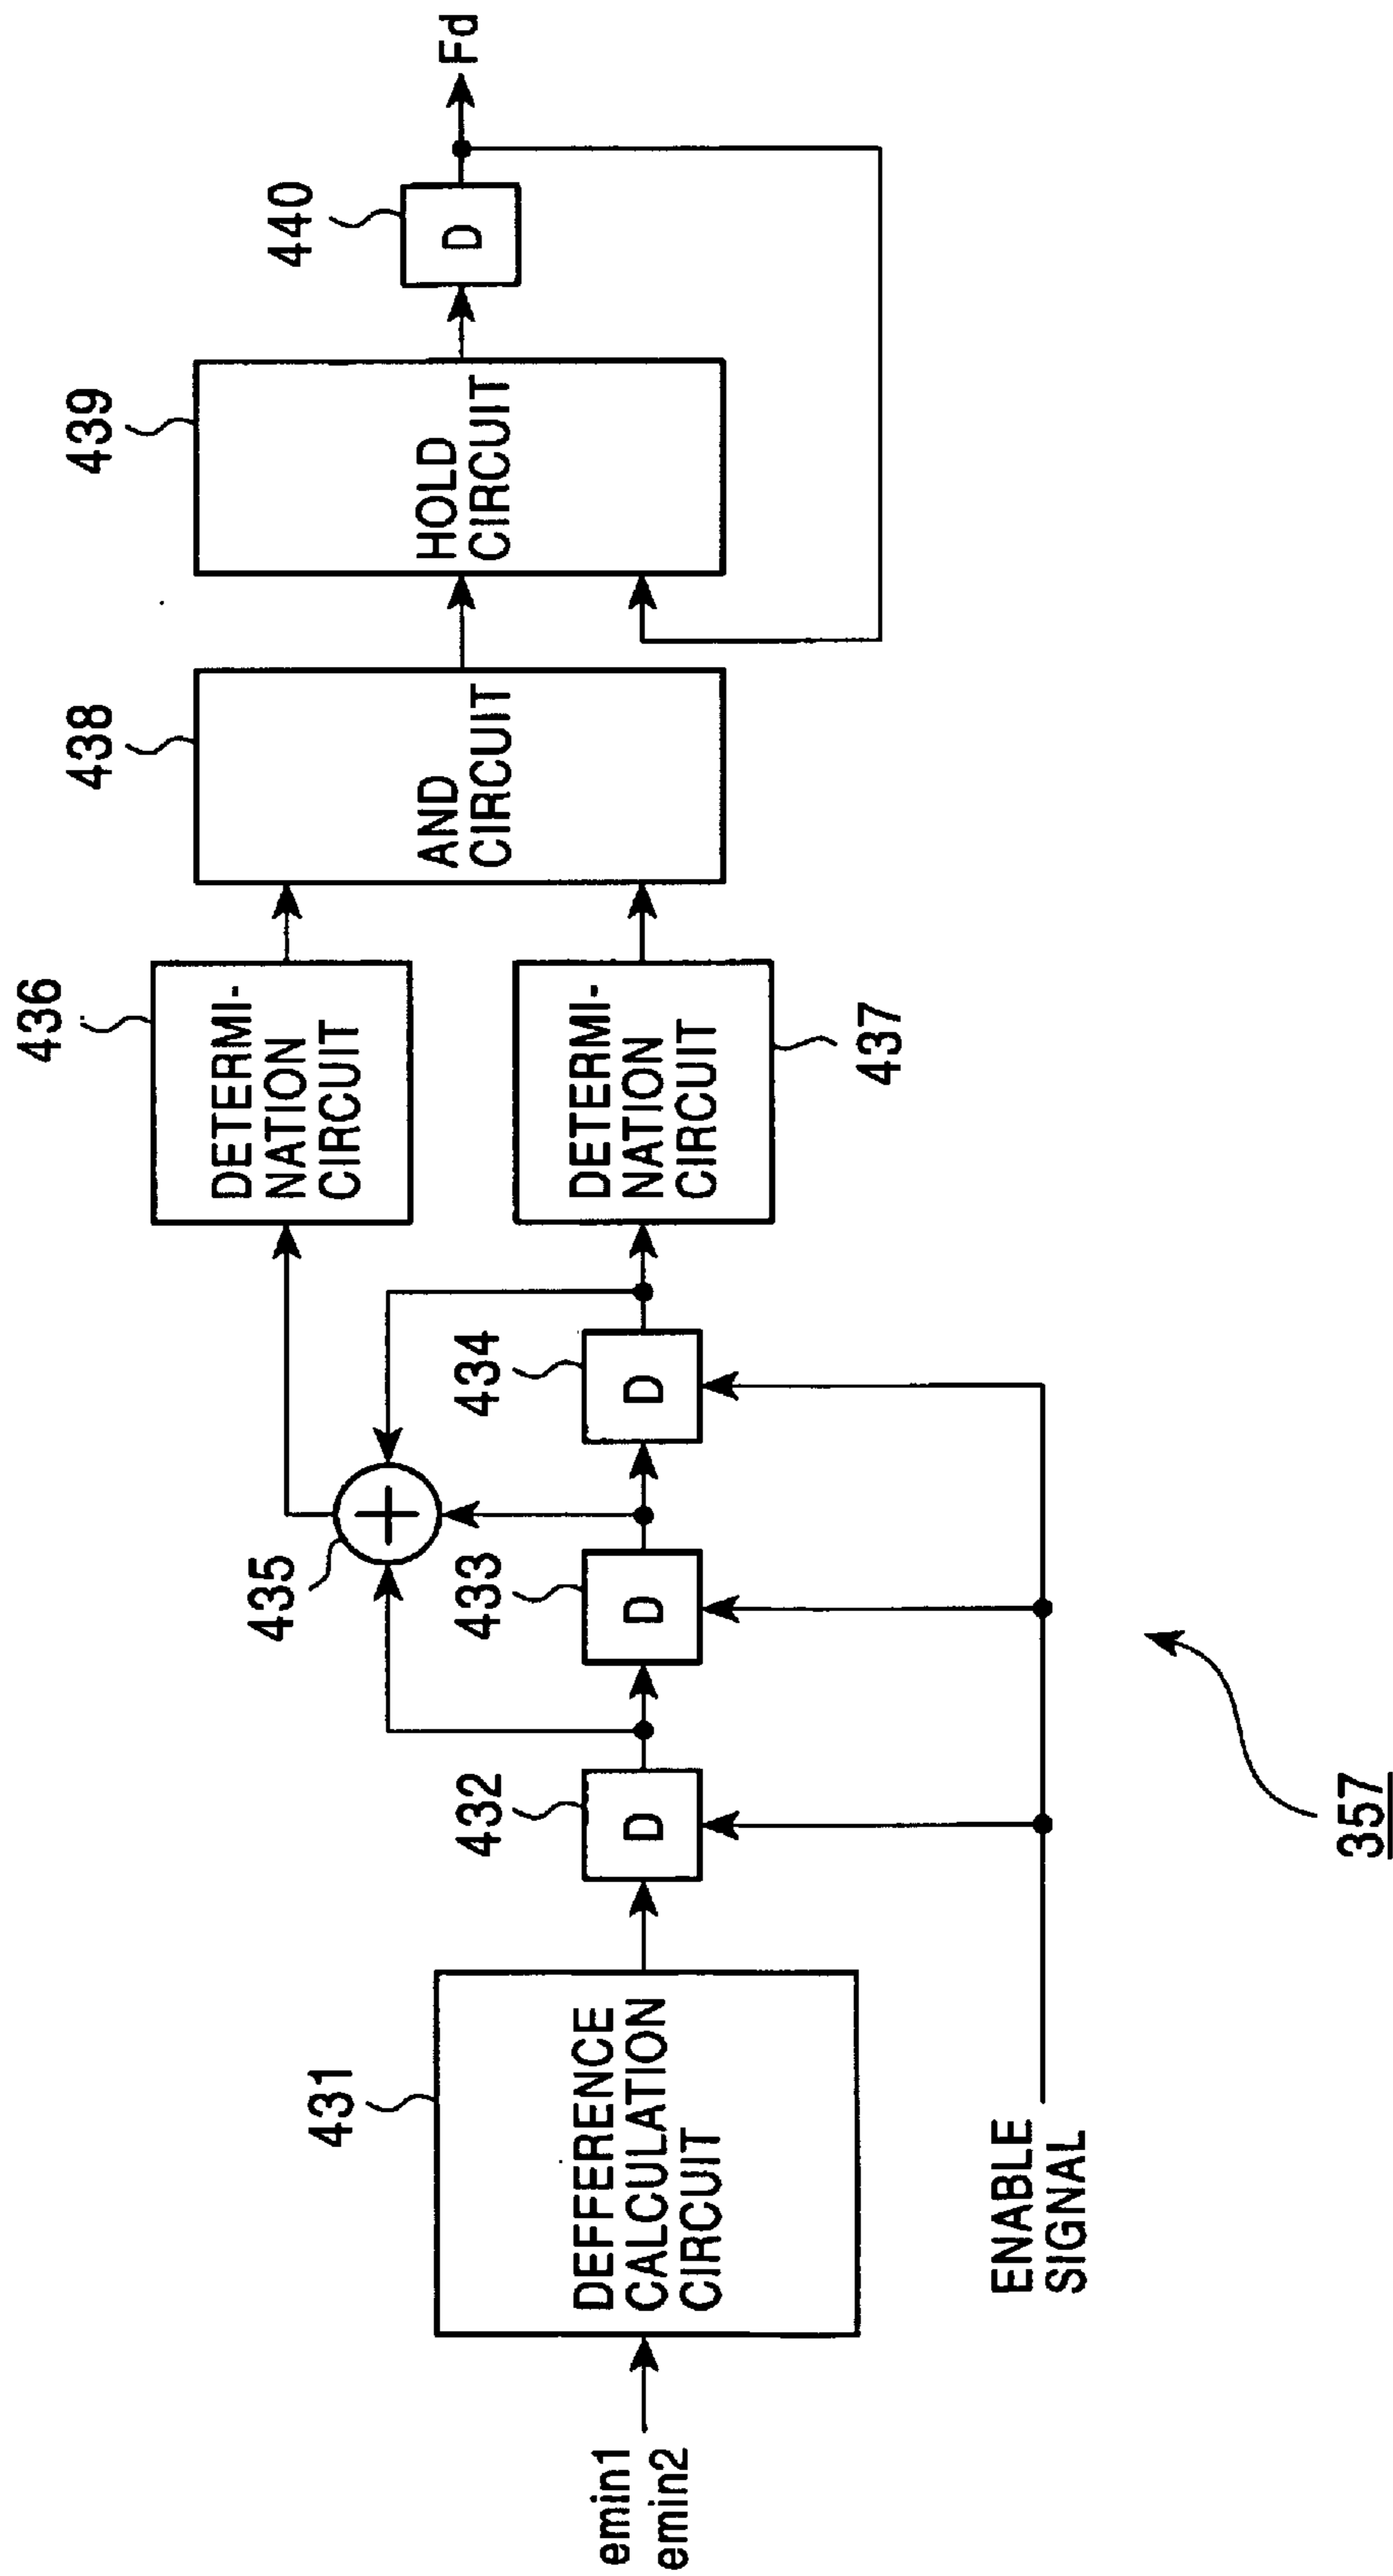 emin1
emin2
431
DEFFERENCE
CALCULATION
CIRCUIT
ENABLE
SIGNAL
432
D
433
D
434
D
435
+
436
DETERMI-
NATION
CIRCUIT
437
DETERMI-
NATION
CIRCUIT
438
AND
CIRCUIT
439
HOLD
CIRCUIT
440
D
Fd
357